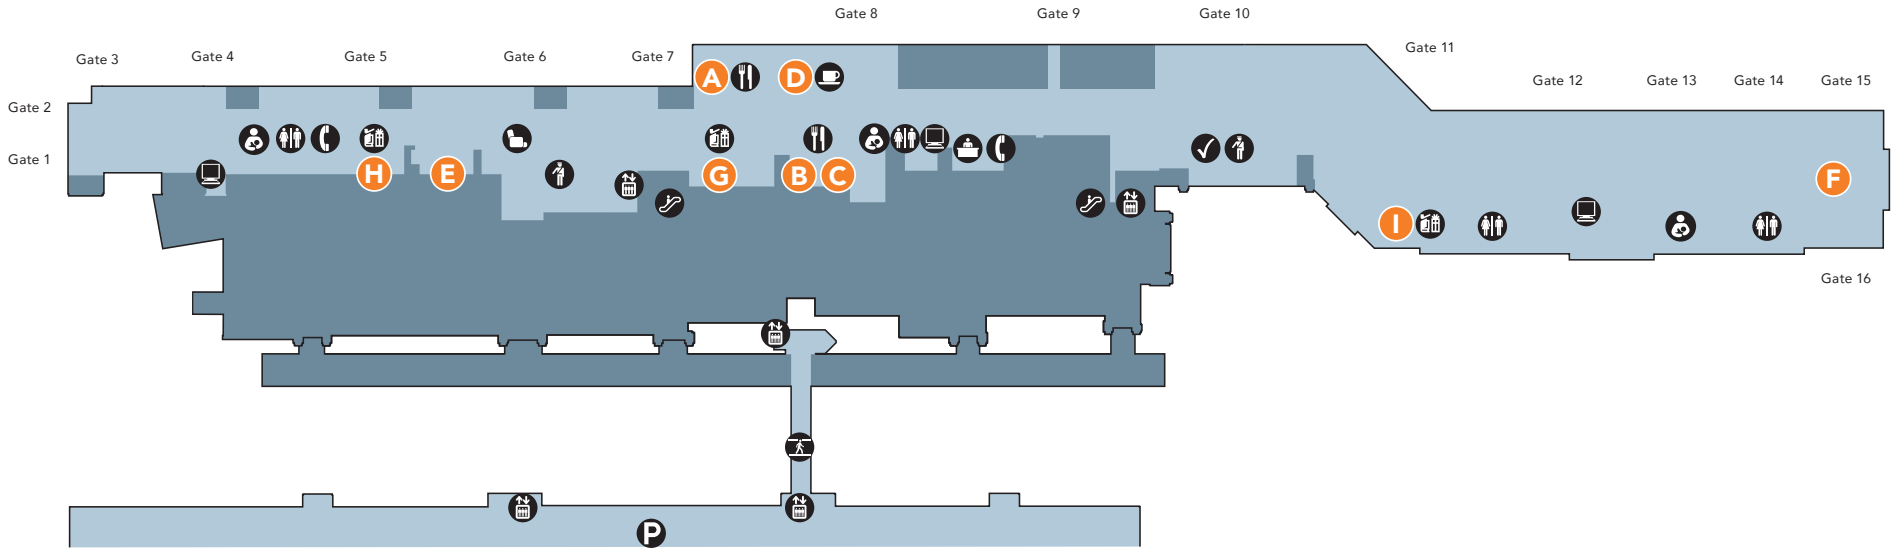 Gate 8
Gate 9
Gate 10
Gate 11
Gate 3
Gate 4
Gate 5
Gate 6
Gate 7
A
D
Gate 12
Gate 13
Gate 14
Gate 15
Gate 2
Gate 1
H
E
G
B
C
F
I
Gate 16
P